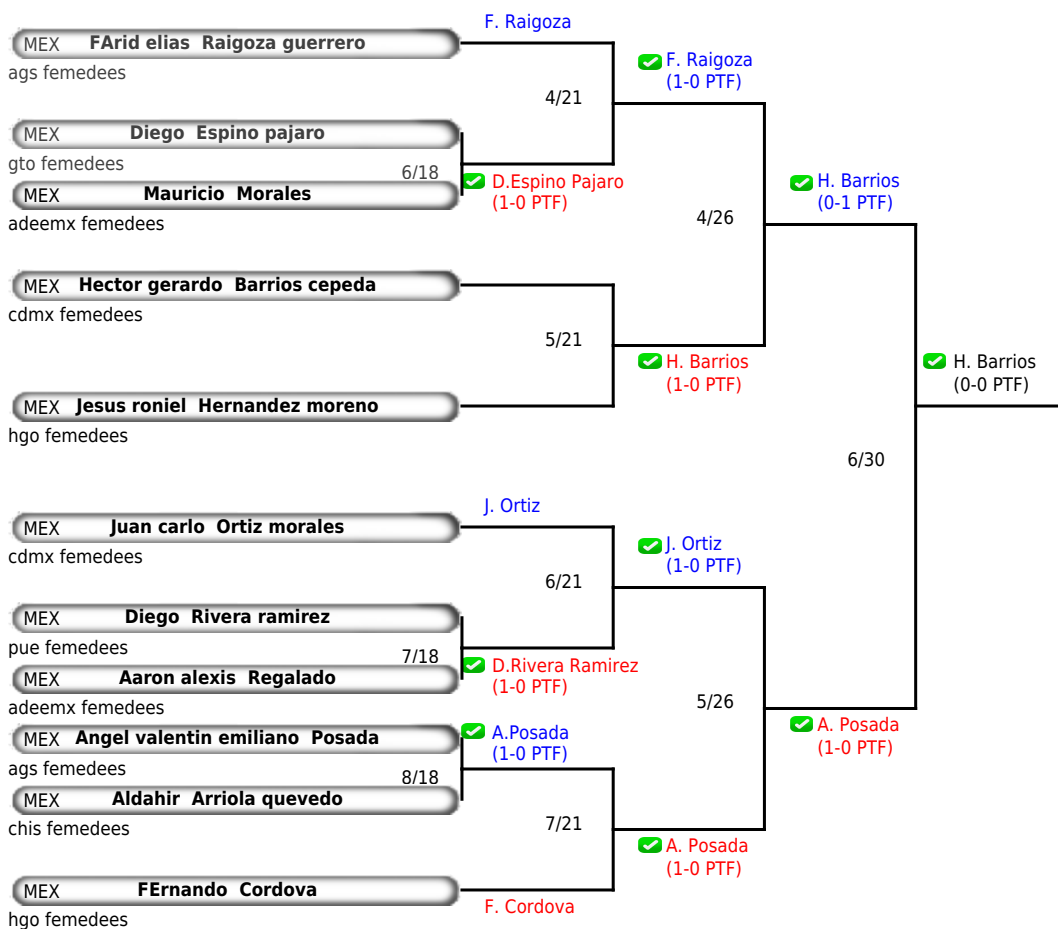 F. Raigoza
MEX FArid elias Raigoza guerrero
ags femedees
F. Raigoza
(1-0 PTF)
4/21
MEX Diego Espino pajaro
gto femedees
6/18
D.Espino Pajaro
(1-0 PTF)
MEX Mauricio Morales
adeemx femedees
H. Barrios
(0-1 PTF)
4/26
MEX Hector gerardo Barrios cepeda
cdmx femedees
5/21
H. Barrios
(1-0 PTF)
H. Barrios
(0-0 PTF)
MEX Jesus roniel Hernandez moreno
hgo femedees
6/30
J. Ortiz
MEX Juan carlo Ortiz morales
cdmx femedees
J. Ortiz
(1-0 PTF)
6/21
MEX Diego Rivera ramirez
pue femedees
7/18
D.Rivera Ramirez
(1-0 PTF)
MEX Aaron alexis Regalado
adeemx femedees
5/26
A. Posada
(1-0 PTF)
MEX Angel valentin emiliano Posada
ags femedees
A.Posada
(1-0 PTF)
8/18
MEX Aldahir Arriola quevedo
chis femedees
7/21
A. Posada
(1-0 PTF)
MEX FErnando Cordova
hgo femedees
F. Cordova